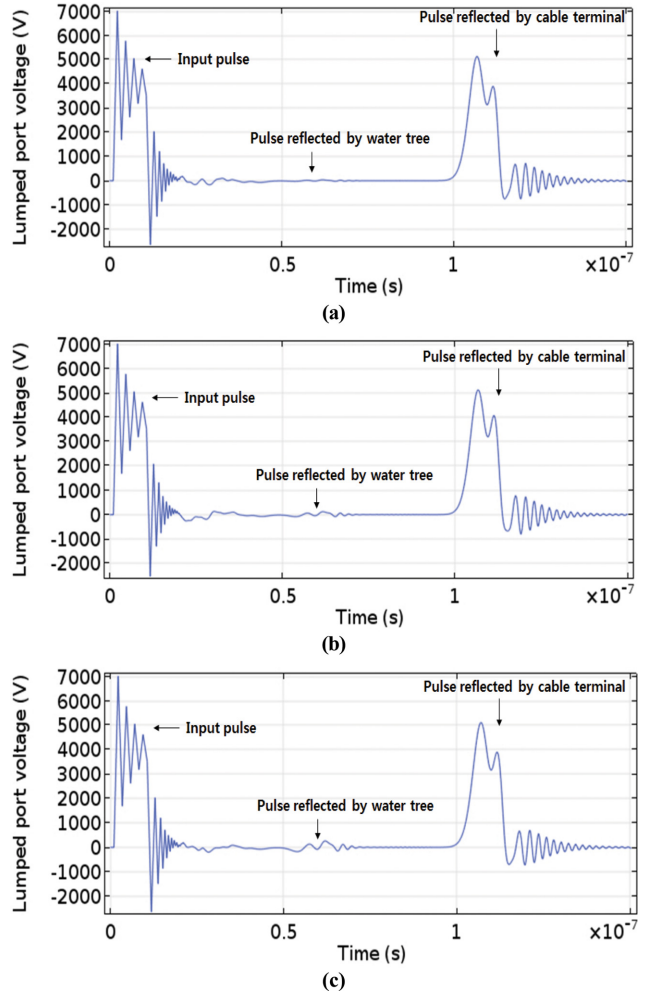 Lumped port voltage (V)
7000
6000
5000
4000
3000
2000
1000
0
-1000
-2000
Pulse reflected by cable terminal
Input pulse
Pulse reflected by water tree
0 0.5 1 ×10⁻⁷
Time (s)
(a)
Lumped port voltage (V)
7000
6000
5000
4000
3000
2000
1000
0
-1000
-2000
Pulse reflected by cable terminal
Input pulse
Pulse reflected by water tree
0 0.5 1 ×10⁻⁷
Time (s)
(b)
Lumped port voltage (V)
7000
6000
5000
4000
3000
2000
1000
0
-1000
-2000
Pulse reflected by cable terminal
Input pulse
Pulse reflected by water tree
0 0.5 1 ×10⁻⁷
Time (s)
(c)